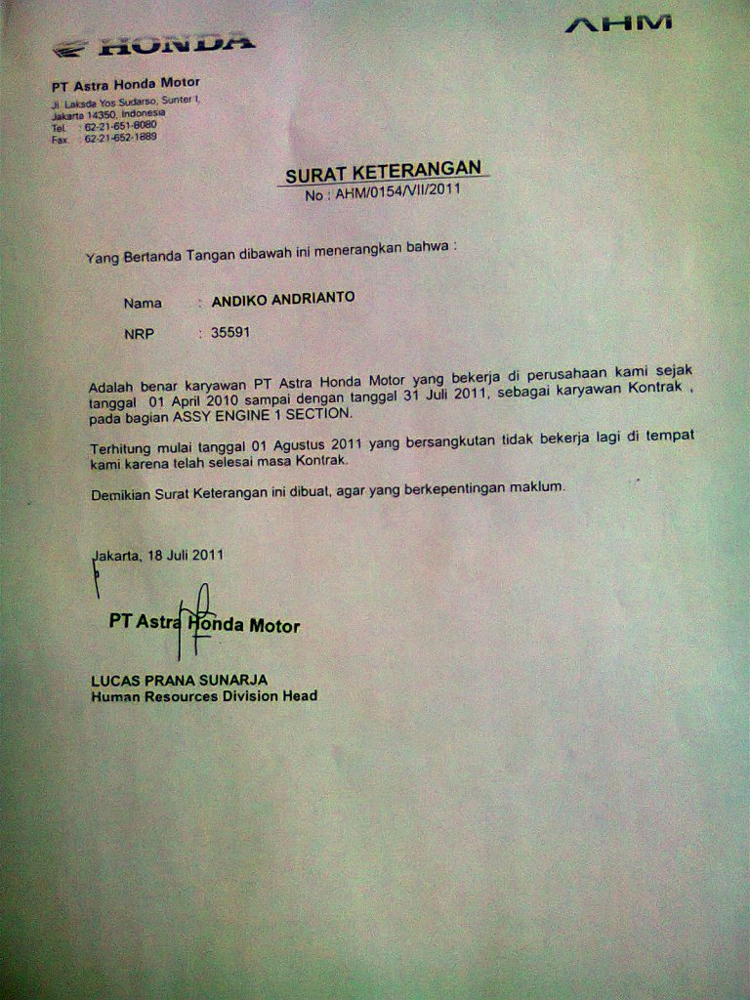 HONDA
AHM
PT Astra Honda Motor
Jl. Laksda Yos Sudarso, Sunter I,
Jakarta 14350, Indonesia
Tel. : 62-21-651-8080
Fax : 62-21-652-1889
SURAT KETERANGAN
No : AHM/0154/VII/2011
Yang Bertanda Tangan dibawah ini menerangkan bahwa :
Nama : ANDIKO ANDRIANTO
NRP : 35591
Adalah benar karyawan PT Astra Honda Motor yang bekerja di perusahaan kami sejak
tanggal 01 April 2010 sampai dengan tanggal 31 Juli 2011, sebagai karyawan Kontrak ,
pada bagian ASSY ENGINE 1 SECTION.
Terhitung mulai tanggal 01 Agustus 2011 yang bersangkutan tidak bekerja lagi di tempat
kami karena telah selesai masa Kontrak.
Demikian Surat Keterangan ini dibuat, agar yang berkepentingan maklum.
Jakarta, 18 Juli 2011
PT Astra Honda Motor
LUCAS PRANA SUNARJA
Human Resources Division Head